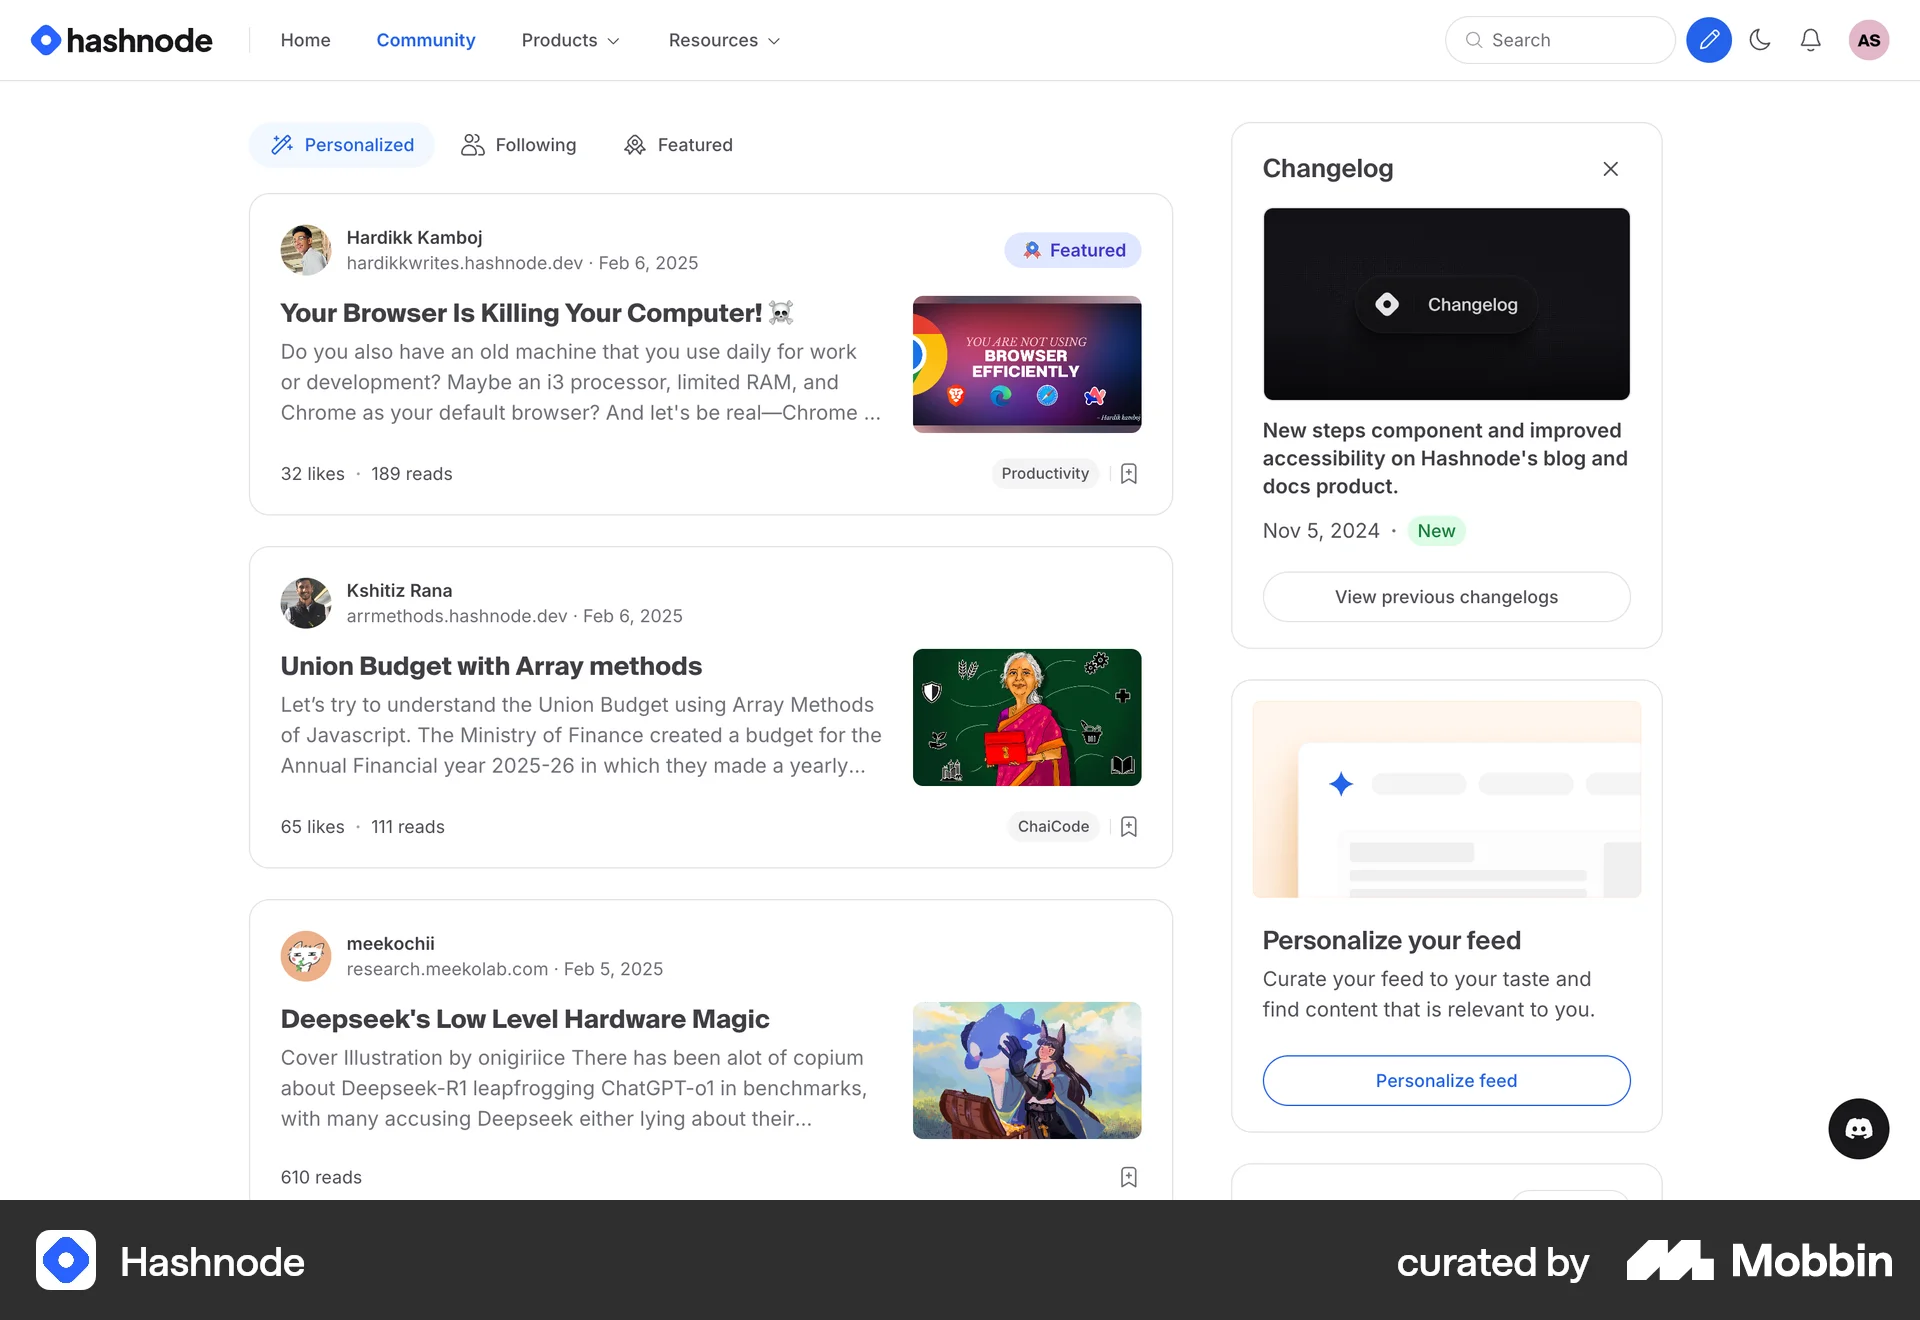 hashnode
Home
Community
Products
Resources
Search
AS
Personalized
Following
Featured
Hardikk Kamboj
hardikkwrites.hashnode.dev · Feb 6, 2025
Featured
Your Browser Is Killing Your Computer! ☠️
Do you also have an old machine that you use daily for work
or development? Maybe an i3 processor, limited RAM, and
Chrome as your default browser? And let's be real—Chrome ...
YOU ARE NOT USING
BROWSER
EFFICIENTLY
- Hardik kamboj
32 likes · 189 reads
Productivity
Kshitiz Rana
arrmethods.hashnode.dev · Feb 6, 2025
Union Budget with Array methods
Let’s try to understand the Union Budget using Array Methods
of Javascript. The Ministry of Finance created a budget for the
Annual Financial year 2025-26 in which they made a yearly...
65 likes · 111 reads
ChaiCode
meekochii
research.meekolab.com · Feb 5, 2025
Deepseek's Low Level Hardware Magic
Cover Illustration by onigiriice There has been alot of copium
about Deepseek-R1 leapfrogging ChatGPT-o1 in benchmarks,
with many accusing Deepseek either lying about their...
610 reads
Changelog
Changelog
New steps component and improved
accessibility on Hashnode's blog and
docs product.
Nov 5, 2024 · New
View previous changelogs
Personalize your feed
Curate your feed to your taste and
find content that is relevant to you.
Personalize feed
Hashnode
curated by
Mobbin